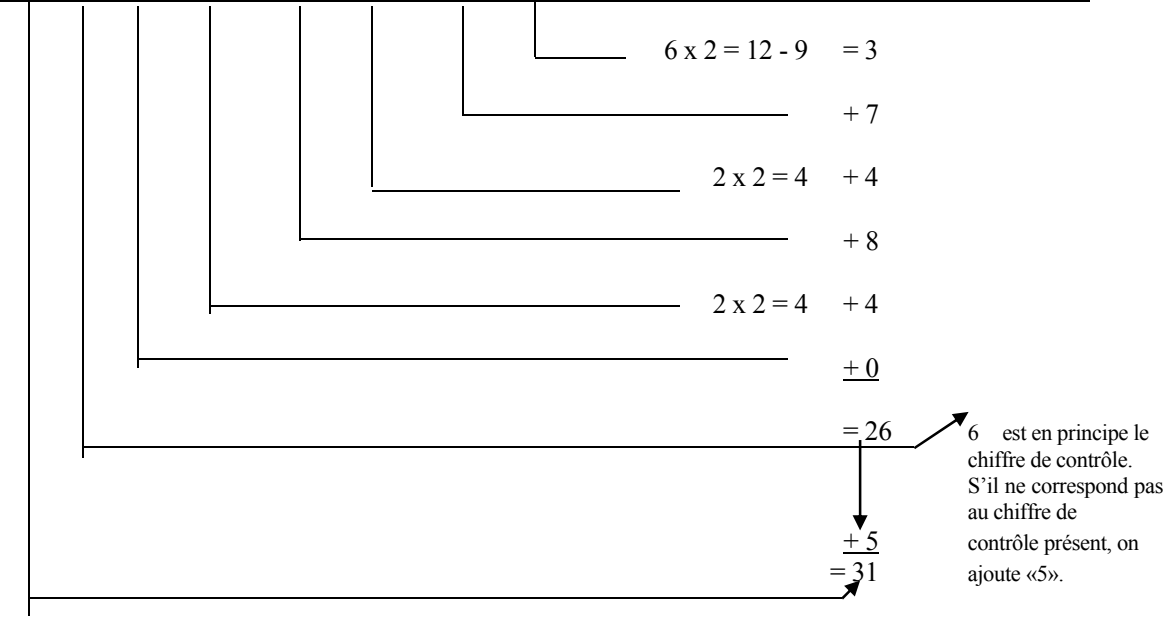 6 x 2 = 12 - 9 = 3
+ 7
2 x 2 = 4 + 4
+ 8
2 x 2 = 4 + 4
+ 0
= 26
6 est en principe le
chiffre de contrôle.
S’il ne correspond pas
au chiffre de
+ 5 contrôle présent, on
= 31 ajoute «5».